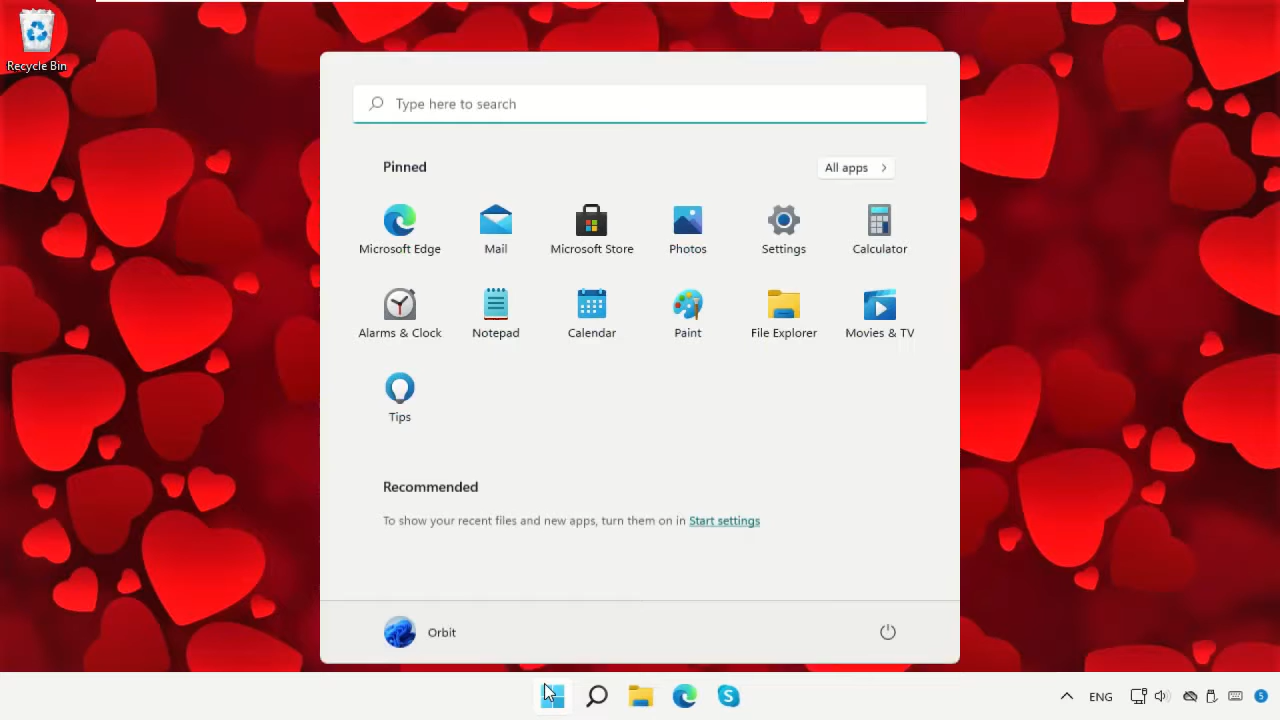 Recycle Bin
Type here to search
Pinned
All apps
Microsoft Edge
Mail
Microsoft Store
Photos
Settings
Calculator
Alarms & Clock
Notepad
Calendar
Paint
File Explorer
Movies & TV
Tips
Recommended
To show your recent files and new apps, turn them on in Start settings
Orbit
ENG
5